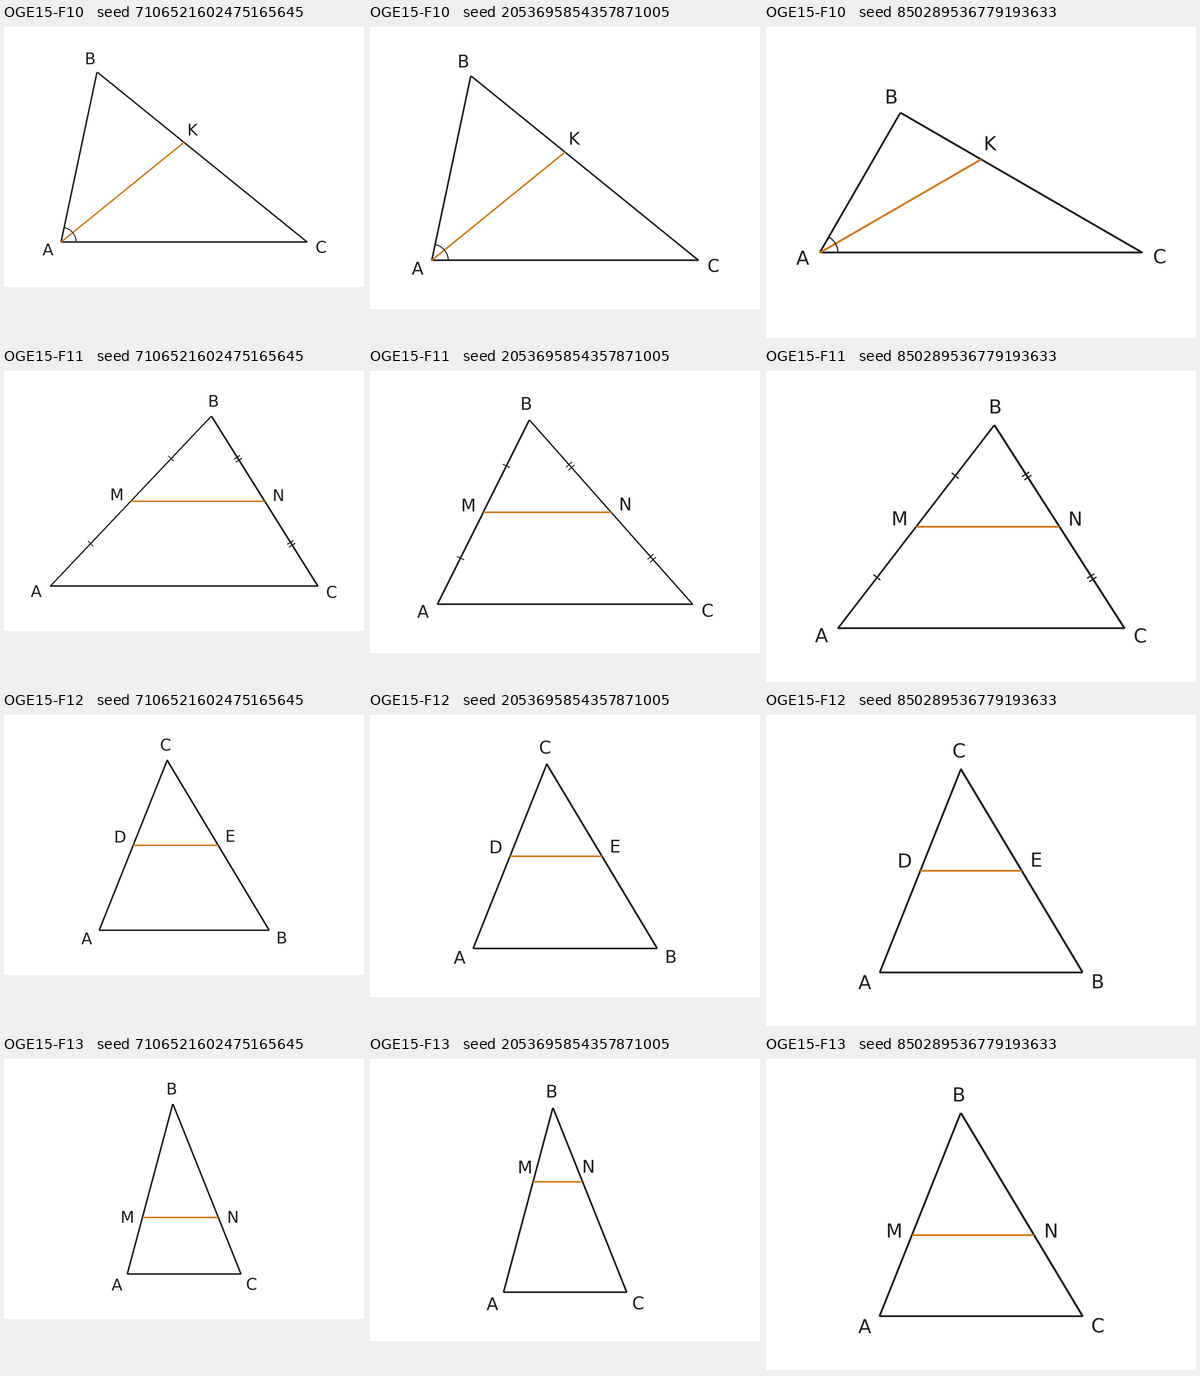 OGE15-F10 seed 7106521602475165645
OGE15-F10 seed 2053695854357871005
OGE15-F10 seed 850289536779193633
B
K
A
C
B
K
A
C
B
K
A
C
OGE15-F11 seed 7106521602475165645
OGE15-F11 seed 2053695854357871005
OGE15-F11 seed 850289536779193633
B
M
N
A
C
B
M
N
A
C
B
M
N
A
C
OGE15-F12 seed 7106521602475165645
OGE15-F12 seed 2053695854357871005
OGE15-F12 seed 850289536779193633
C
D
E
A
B
C
D
E
A
B
C
D
E
A
B
OGE15-F13 seed 7106521602475165645
OGE15-F13 seed 2053695854357871005
OGE15-F13 seed 850289536779193633
B
M
N
A
C
B
M
N
A
C
B
M
N
A
C